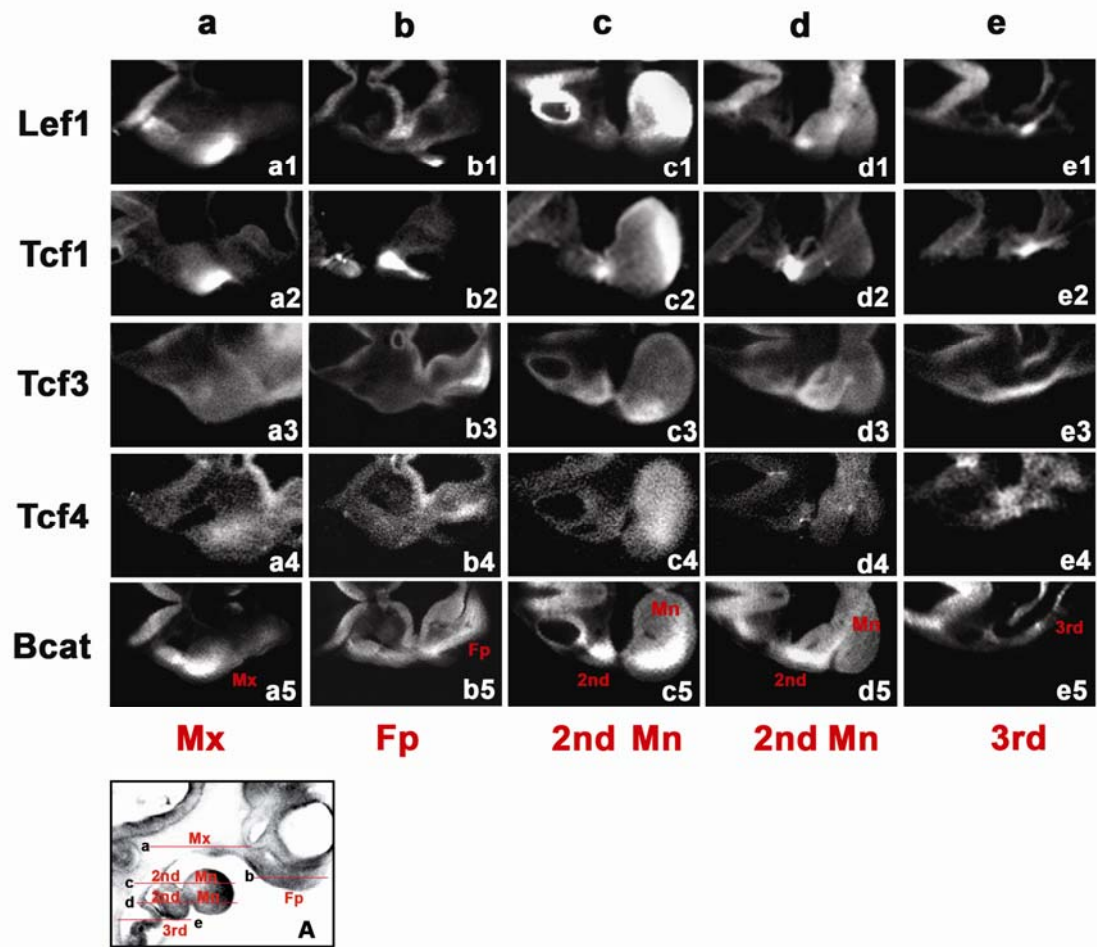 a b c d e
Lef1 a1 b1 c1 d1 e1
Tcf1 a2 b2 c2 d2 e2
Tcf3 a3 b3 c3 d3 e3
Tcf4 a4 b4 c4 d4 e4
Bcat Mx a5 Fp b5 Mn 2nd c5 Mn 2nd d5 3rd e5
Mx Fp 2nd Mn 2nd Mn 3rd
a Mx
c 2nd Mn b
d 2nd Mn Fp
3rd e A